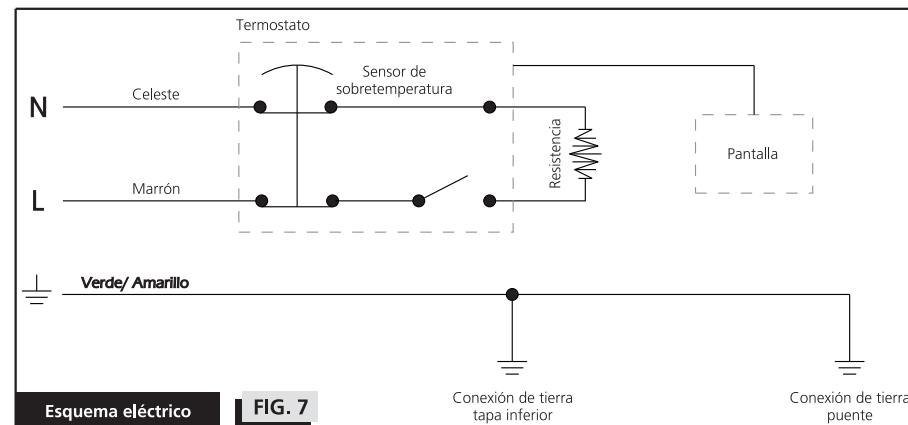 Termostato
Sensor de
sobretemperatura
N
Celeste
Resistencia
Pantalla
L
Marrón
Verde/ Amarillo
Conexión de tierra
tapa inferior
Conexión de tierra
puente
Esquema eléctrico
FIG. 7